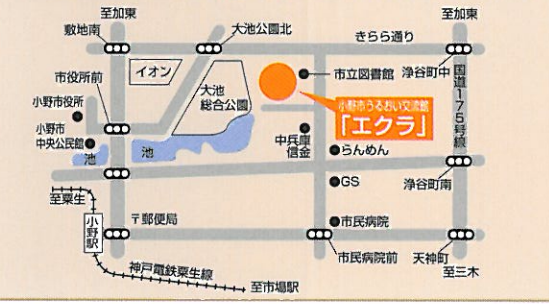 至加東
敷地南
大池公園北
至加東
きらら通り
市役所前
イオン
大池
総合公園
市立図書館
浄谷町中
国道175号線
小野市役所
小野市うるおい交流館
「エクラ」
小野市
中央公民館
池
池
中兵庫
信金
らんめん
GS
浄谷町南
至粟生
小野駅
〒郵便局
市民病院
市民病院前
天神町
神戸電鉄粟生線
至市場駅
至三木